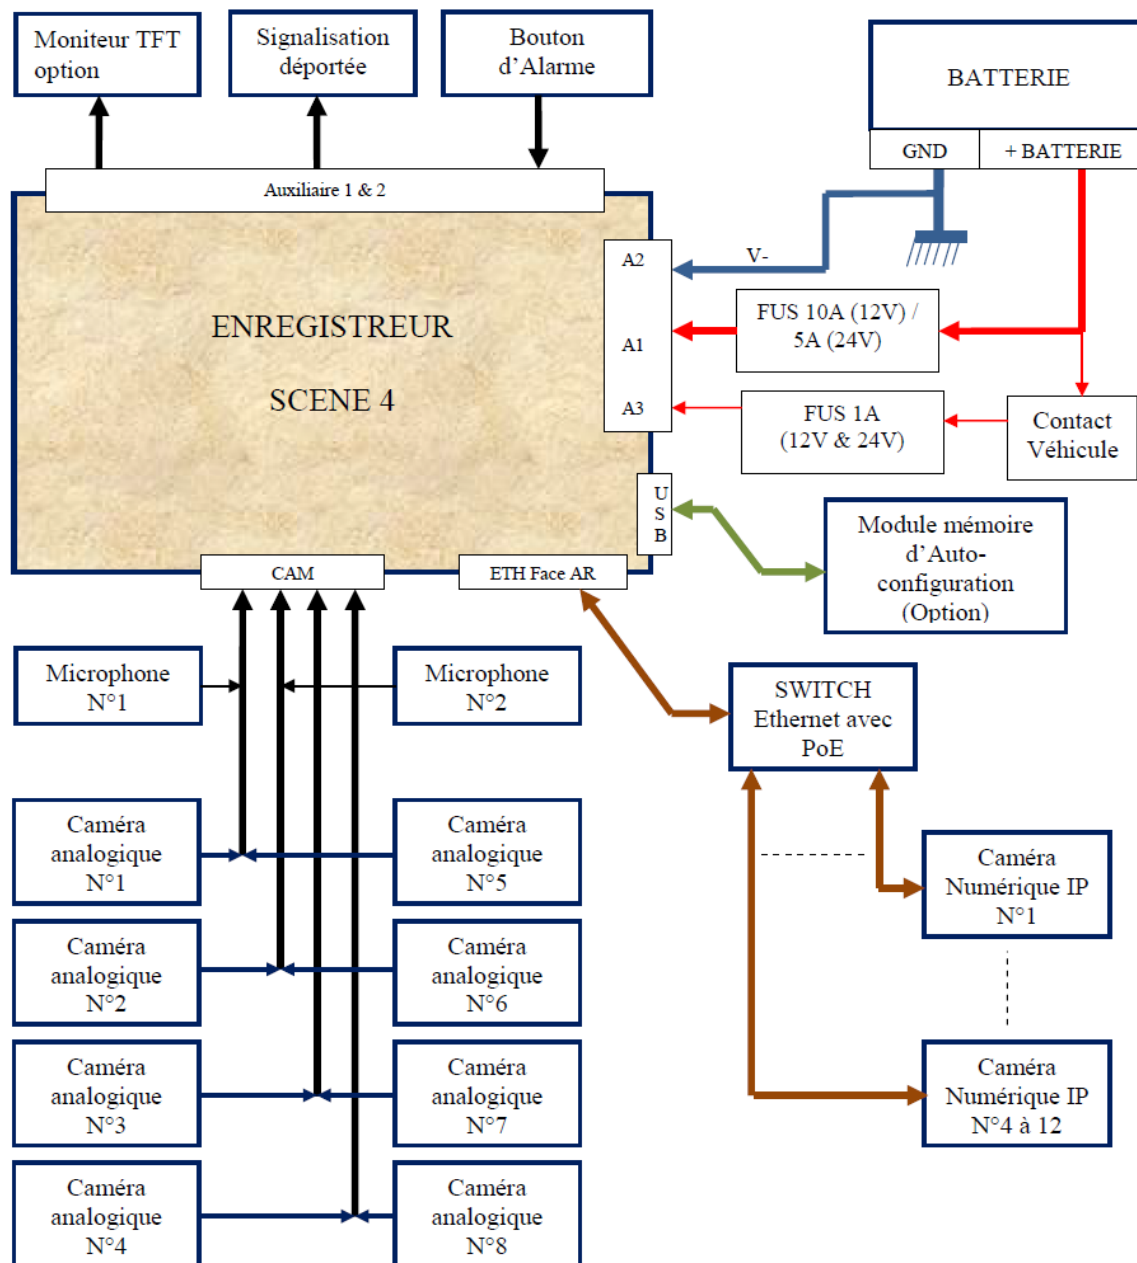 Moniteur TFT
option
Signalisation
déportée
Bouton
d'Alarme
BATTERIE
GND
+ BATTERIE
Auxiliaire 1 & 2
ENREGISTREUR
SCENE 4
A2
A1
A3
V-
FUS 10A (12V) /
5A (24V)
FUS 1A
(12V & 24V)
Contact
Véhicule
U
S
B
Module mémoire
d'Auto-
configuration
(Option)
CAM
ETH Face AR
Microphone
N°1
Microphone
N°2
SWITCH
Ethernet avec
PoE
Caméra
analogique
N°1
Caméra
analogique
N°5
Caméra
Numérique IP
N°1
Caméra
analogique
N°2
Caméra
analogique
N°6
Caméra
analogique
N°3
Caméra
analogique
N°7
Caméra
Numérique IP
N°4 à 12
Caméra
analogique
N°4
Caméra
analogique
N°8